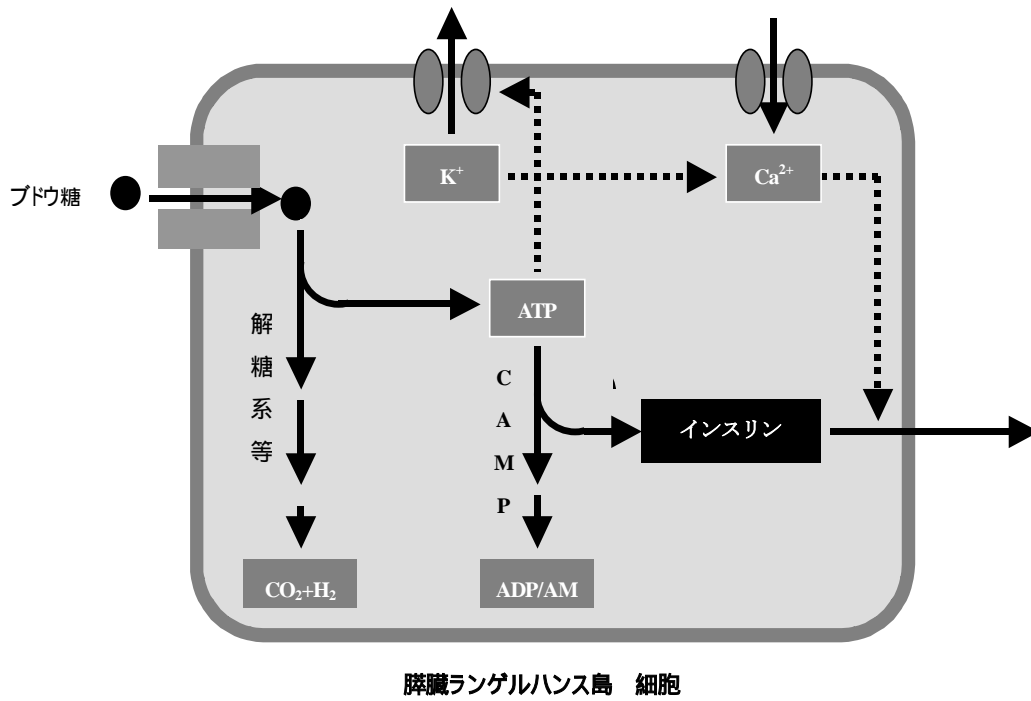 K⁺
Ca²⁺
ブドウ糖
ATP
解糖系等
CAMP
インスリン
CO₂+H₂
ADP/AM
膵臓ランゲルハンス島 細胞